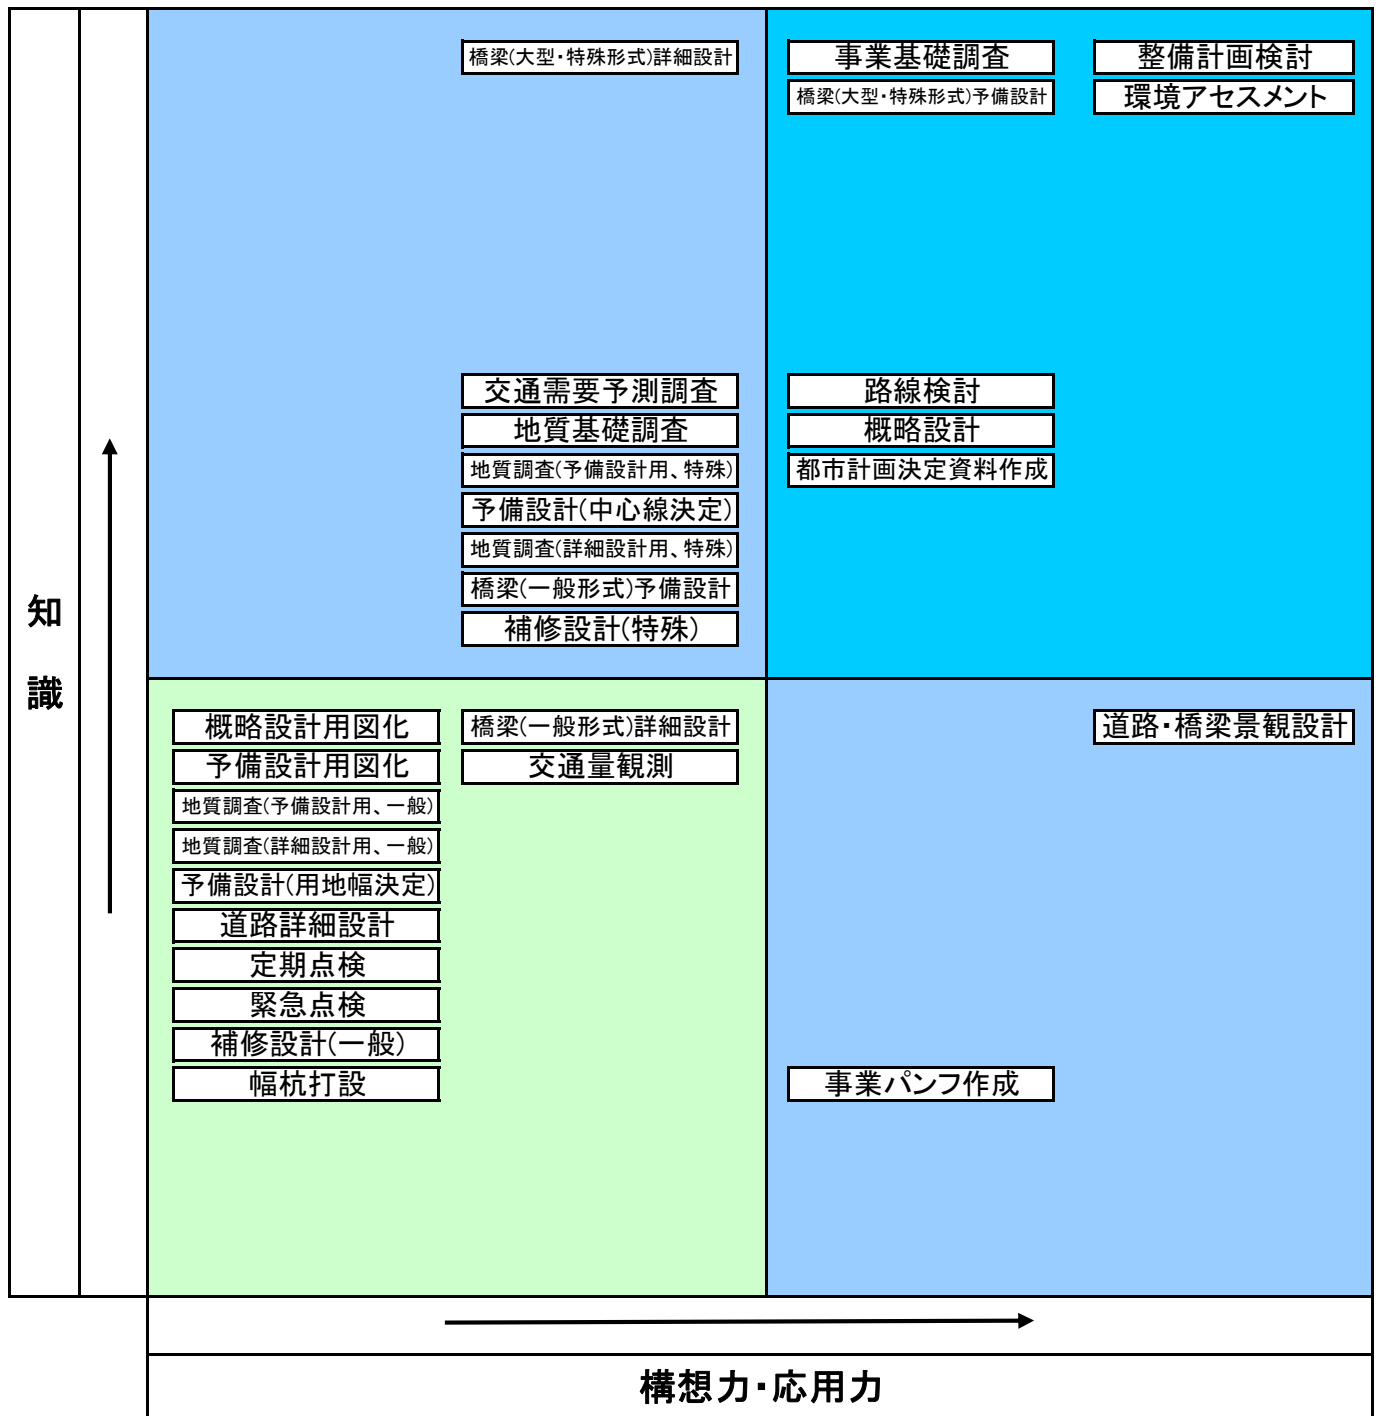 橋梁(大型・特殊形式)詳細設計
事業基礎調査
整備計画検討
橋梁(大型・特殊形式)予備設計
環境アセスメント
交通需要予測調査
路線検討
地質基礎調査
概略設計
地質調査(予備設計用、特殊)
都市計画決定資料作成
予備設計(中心線決定)
地質調査(詳細設計用、特殊)
橋梁(一般形式)予備設計
補修設計(特殊)
知
識
概略設計用図化
橋梁(一般形式)詳細設計
道路・橋梁景観設計
予備設計用図化
交通量観測
地質調査(予備設計用、一般)
地質調査(詳細設計用、一般)
予備設計(用地幅決定)
道路詳細設計
定期点検
緊急点検
補修設計(一般)
幅杭打設
事業パンフ作成
構想力・応用力